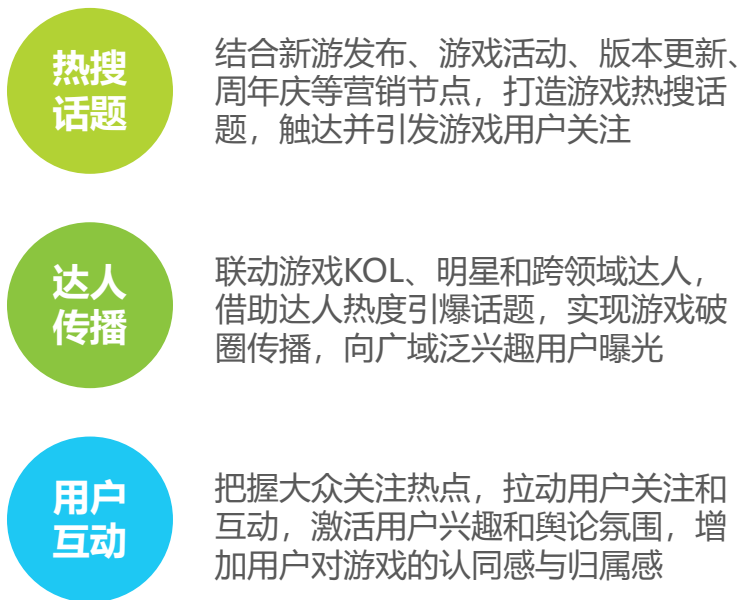 热搜
话题
结合新游发布、游戏活动、版本更新、
周年庆等营销节点，打造游戏热搜话
题，触达并引发游戏用户关注
达人
传播
联动游戏KOL、明星和跨领域达人，
借助达人热度引爆话题，实现游戏破
圈传播，向广域泛兴趣用户曝光
用户
互动
把握大众关注热点，拉动用户关注和
互动，激活用户兴趣和舆论氛围，增
加用户对游戏的认同感与归属感